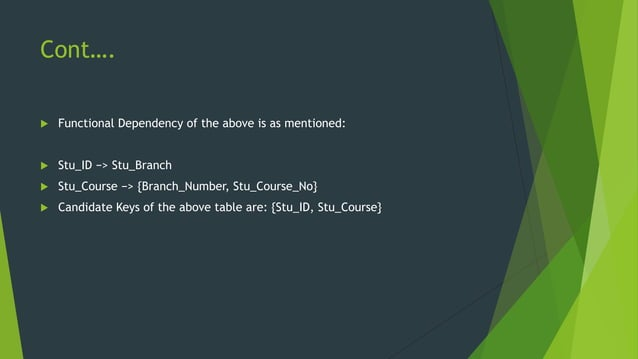 Cont….
Functional Dependency of the above is as mentioned:
Stu_ID −> Stu_Branch
Stu_Course −> {Branch_Number, Stu_Course_No}
Candidate Keys of the above table are: {Stu_ID, Stu_Course}